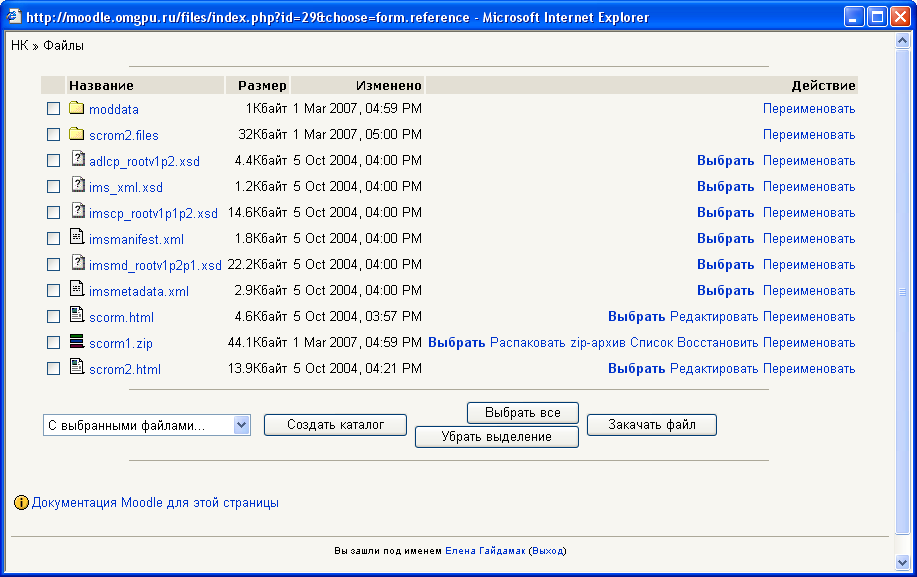 http://moodle.omgpu.ru/files/index.php?id=29&choose=form.reference - Microsoft Internet Explorer
НК » Файлы
Название Размер Изменено Действие
moddata 1Кбайт 1 Mar 2007, 04:59 PM Переименовать
scrom2.files 32Кбайт 1 Mar 2007, 05:00 PM Переименовать
adlcp_rootv1p2.xsd 4.4Кбайт 5 Oct 2004, 04:00 PM Выбрать Переименовать
ims_xml.xsd 1.2Кбайт 5 Oct 2004, 04:00 PM Выбрать Переименовать
imscp_rootv1p1p2.xsd 14.6Кбайт 5 Oct 2004, 04:00 PM Выбрать Переименовать
imsmanifest.xml 1.8Кбайт 5 Oct 2004, 04:00 PM Выбрать Переименовать
imsmd_rootv1p2p1.xsd 22.2Кбайт 5 Oct 2004, 04:00 PM Выбрать Переименовать
imsmetadata.xml 2.9Кбайт 5 Oct 2004, 04:00 PM Выбрать Переименовать
scorm.html 4.6Кбайт 5 Oct 2004, 03:57 PM Выбрать Редактировать Переименовать
scorm1.zip 44.1Кбайт 1 Mar 2007, 04:59 PM Выбрать Распаковать zip-архив Список Восстановить Переименовать
scrom2.html 13.9Кбайт 5 Oct 2004, 04:21 PM Выбрать Редактировать Переименовать
С выбранными файлами... Создать каталог Выбрать все Закачать файл
Убрать выделение
Документация Moodle для этой страницы
Вы зашли под именем Елена Гайдамак (Выход)